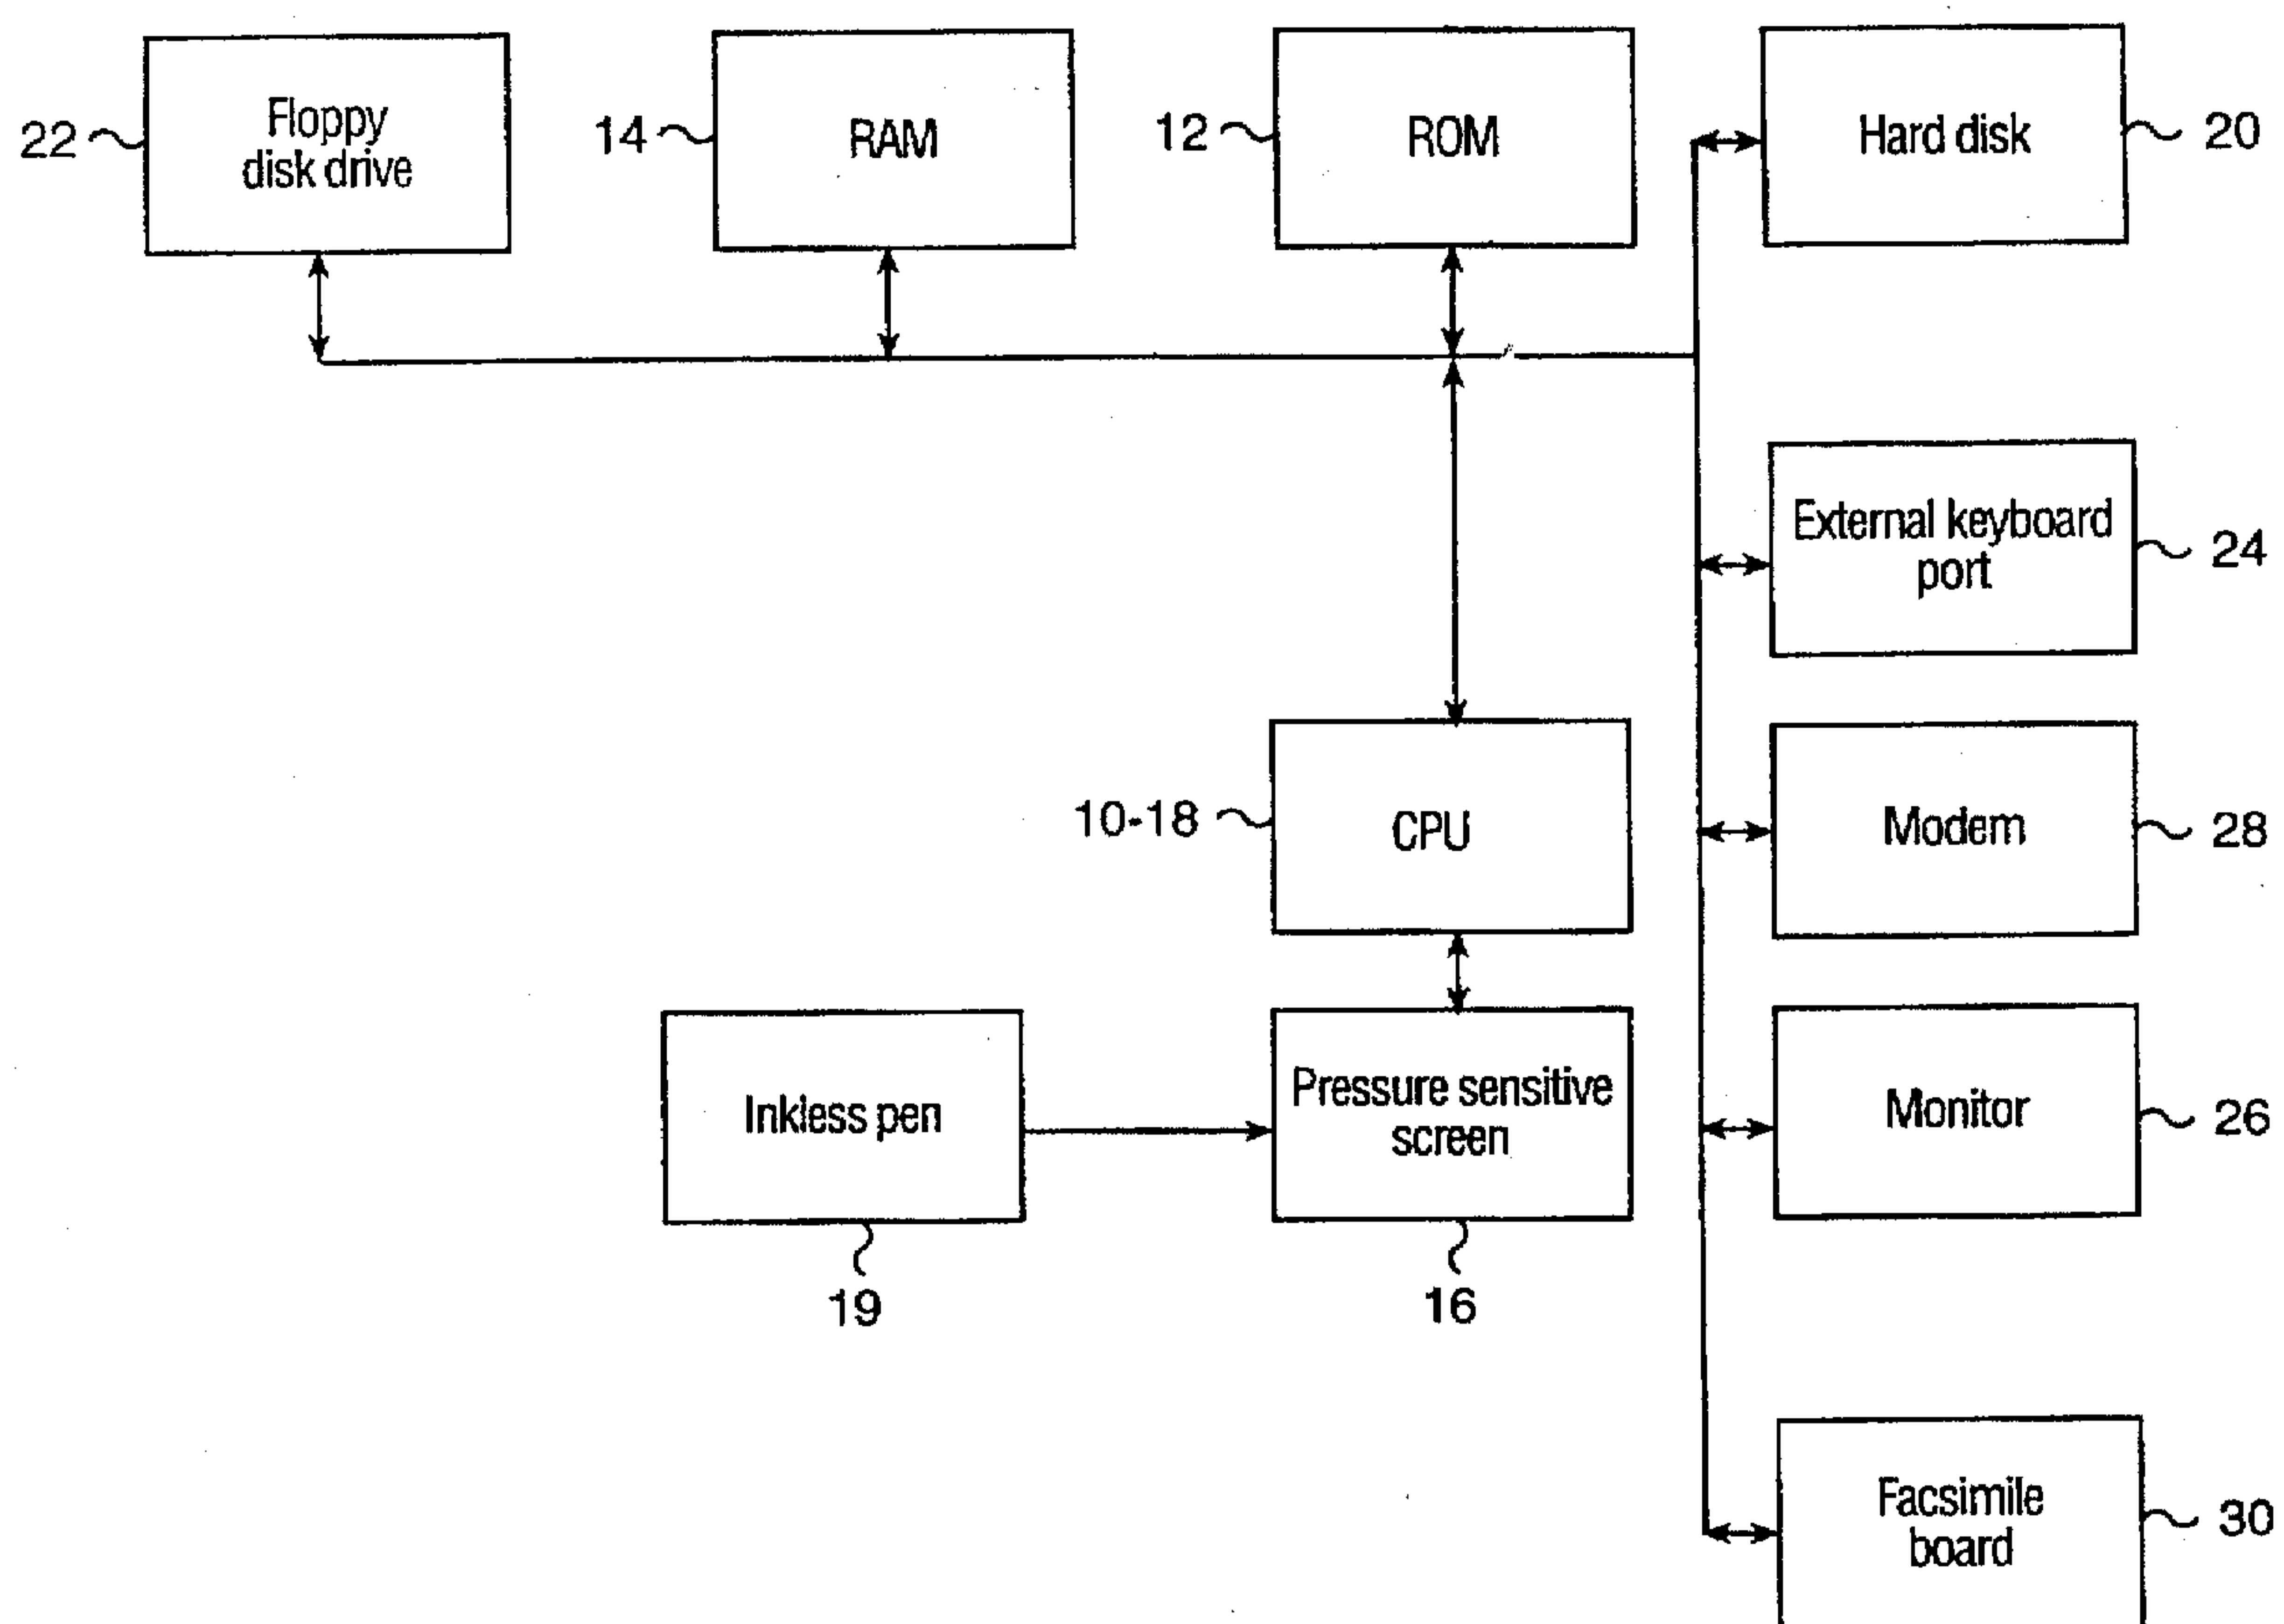 22
Floppy
disk drive
14
RAM
12
ROM
Hard disk
20
External keyboard
port
24
10-18
CPU
Modem
28
Inkless pen
19
Pressure sensitive
screen
16
Monitor
26
Facsimile
board
30